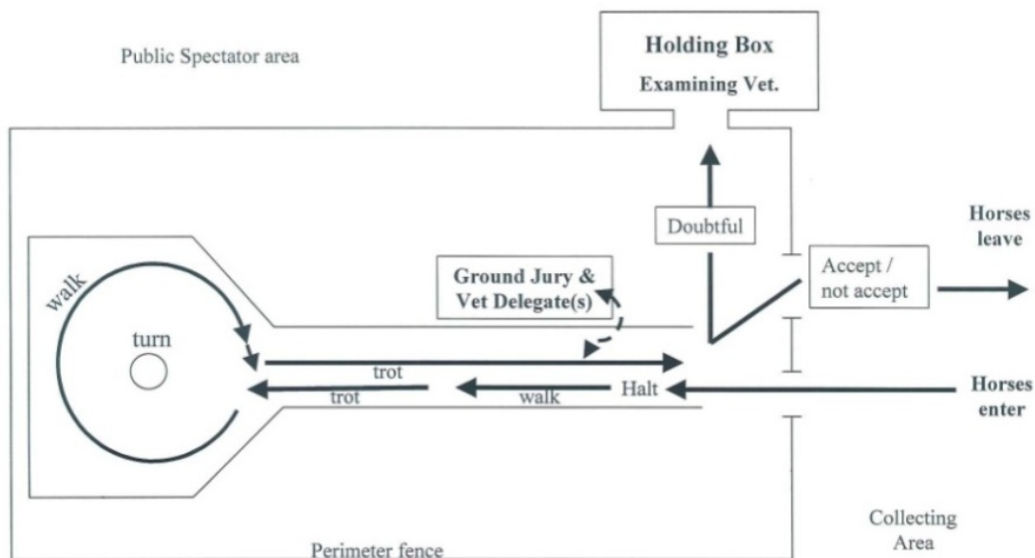 Holding Box
Examining Vet.
Public Spectator area
Doubtful
Horses
leave
Accept /
not accept
Ground Jury &
Vet Delegate(s)
walk
turn
trot
trot
walk
Halt
Horses
enter
Collecting
Area
Perimeter fence